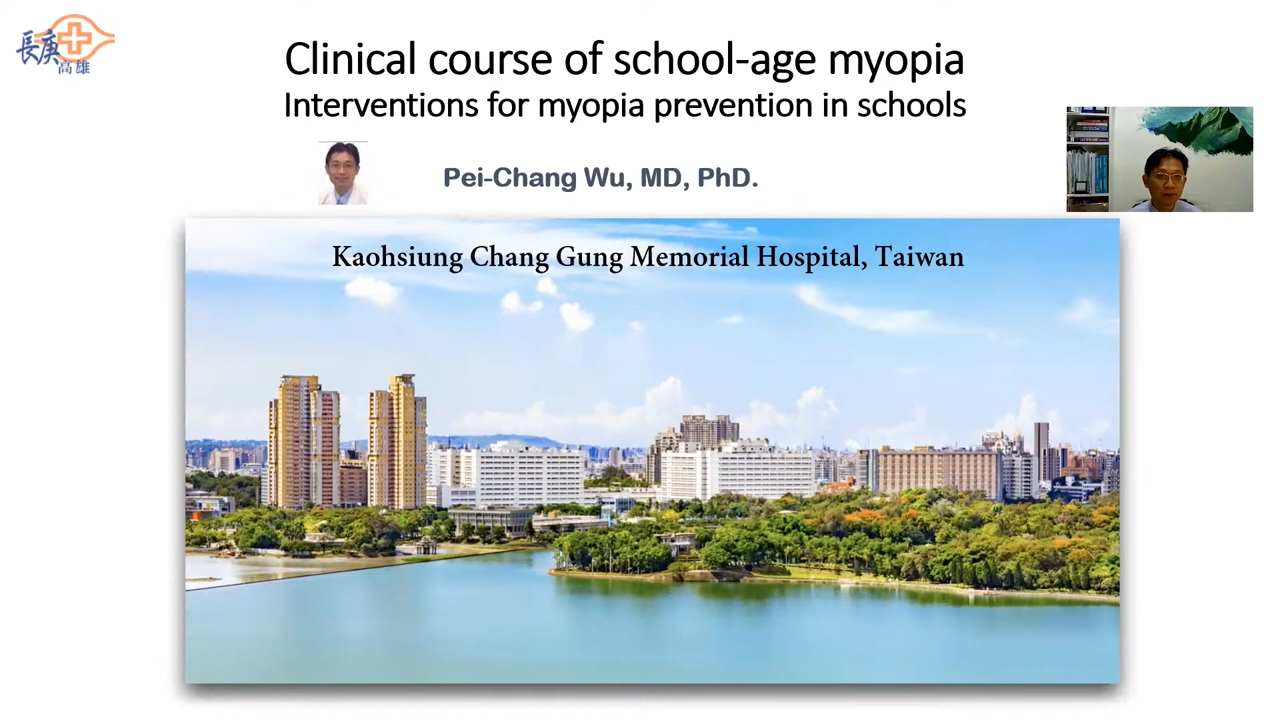 長庚
高雄
Clinical course of school-age myopia
Interventions for myopia prevention in schools
Pei-Chang Wu, MD, PhD.
Kaohsiung Chang Gung Memorial Hospital, Taiwan